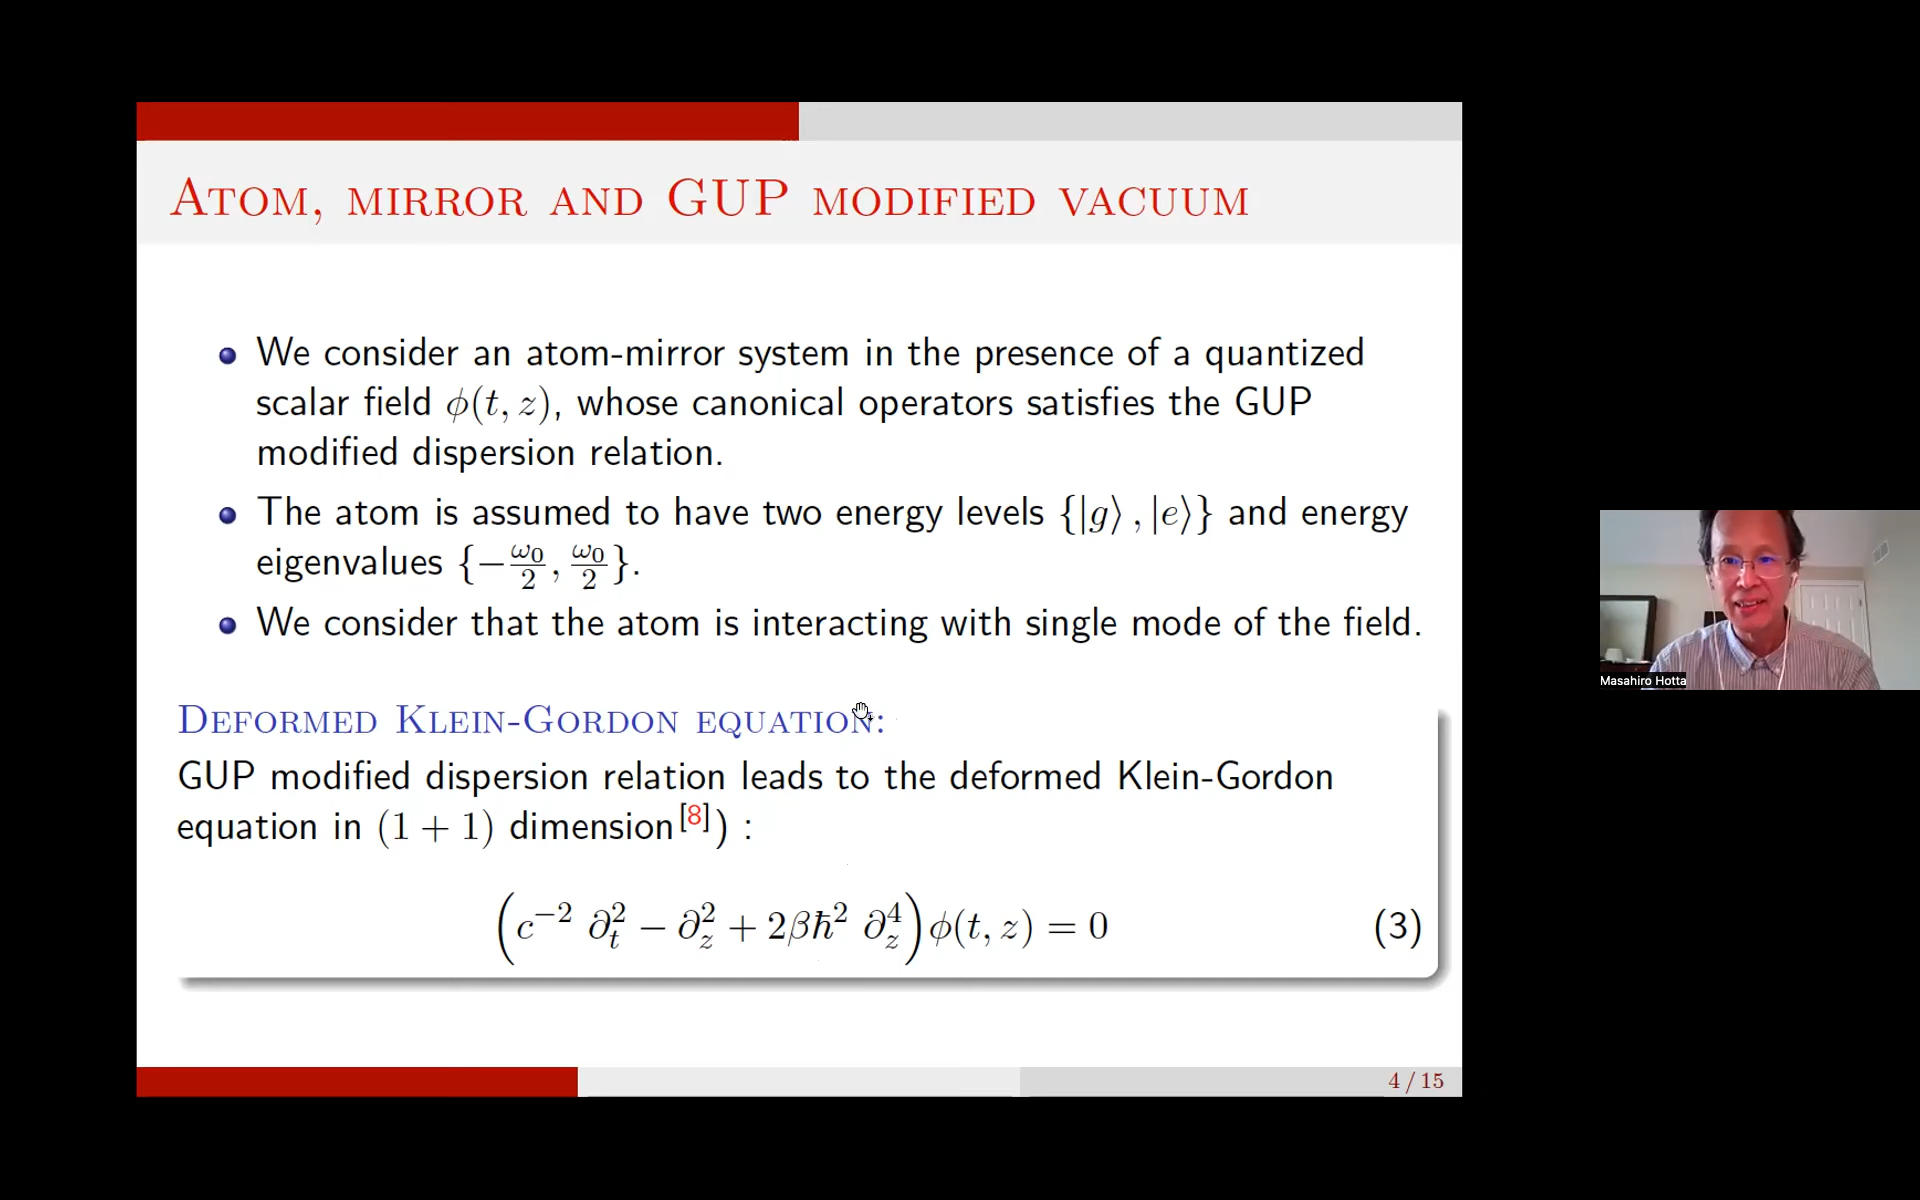 Atom, mirror and GUP modified vacuum
We consider an atom-mirror system in the presence of a quantized
scalar field ϕ(t, z), whose canonical operators satisfies the GUP
modified dispersion relation.
The atom is assumed to have two energy levels {|g⟩ , |e⟩} and energy
eigenvalues {−ω₀/2, ω₀/2}.
We consider that the atom is interacting with single mode of the field.
Deformed Klein-Gordon equation:
GUP modified dispersion relation leads to the deformed Klein-Gordon
equation in (1 + 1) dimension[8]) :
(c⁻² ∂ₜ² − ∂_z² + 2βℏ² ∂_z⁴)ϕ(t, z) = 0 (3)
4 / 15
Masahiro Hotta